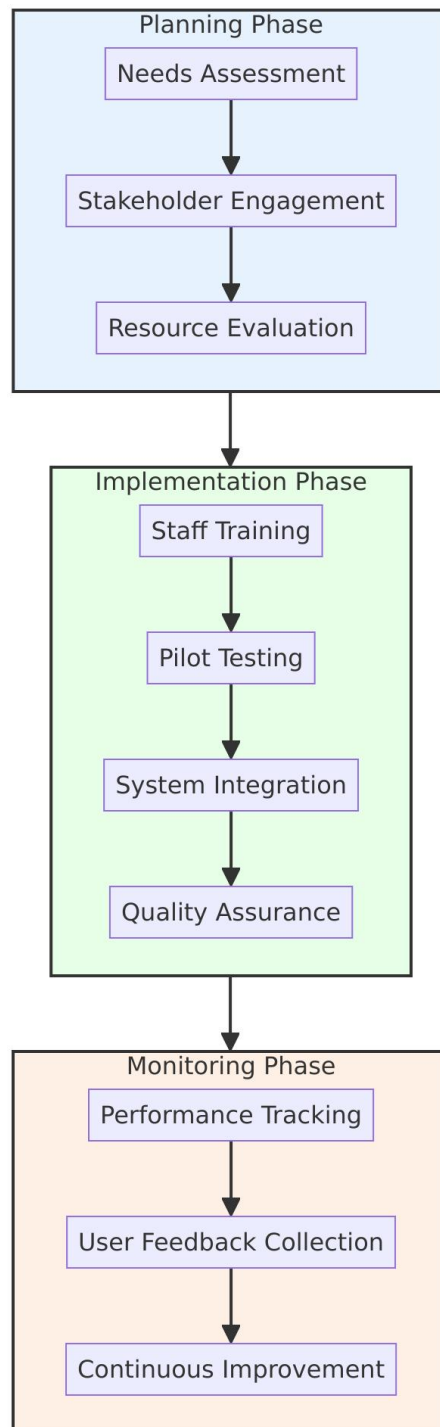 Planning Phase
Needs Assessment
Stakeholder Engagement
Resource Evaluation
Implementation Phase
Staff Training
Pilot Testing
System Integration
Quality Assurance
Monitoring Phase
Performance Tracking
User Feedback Collection
Continuous Improvement